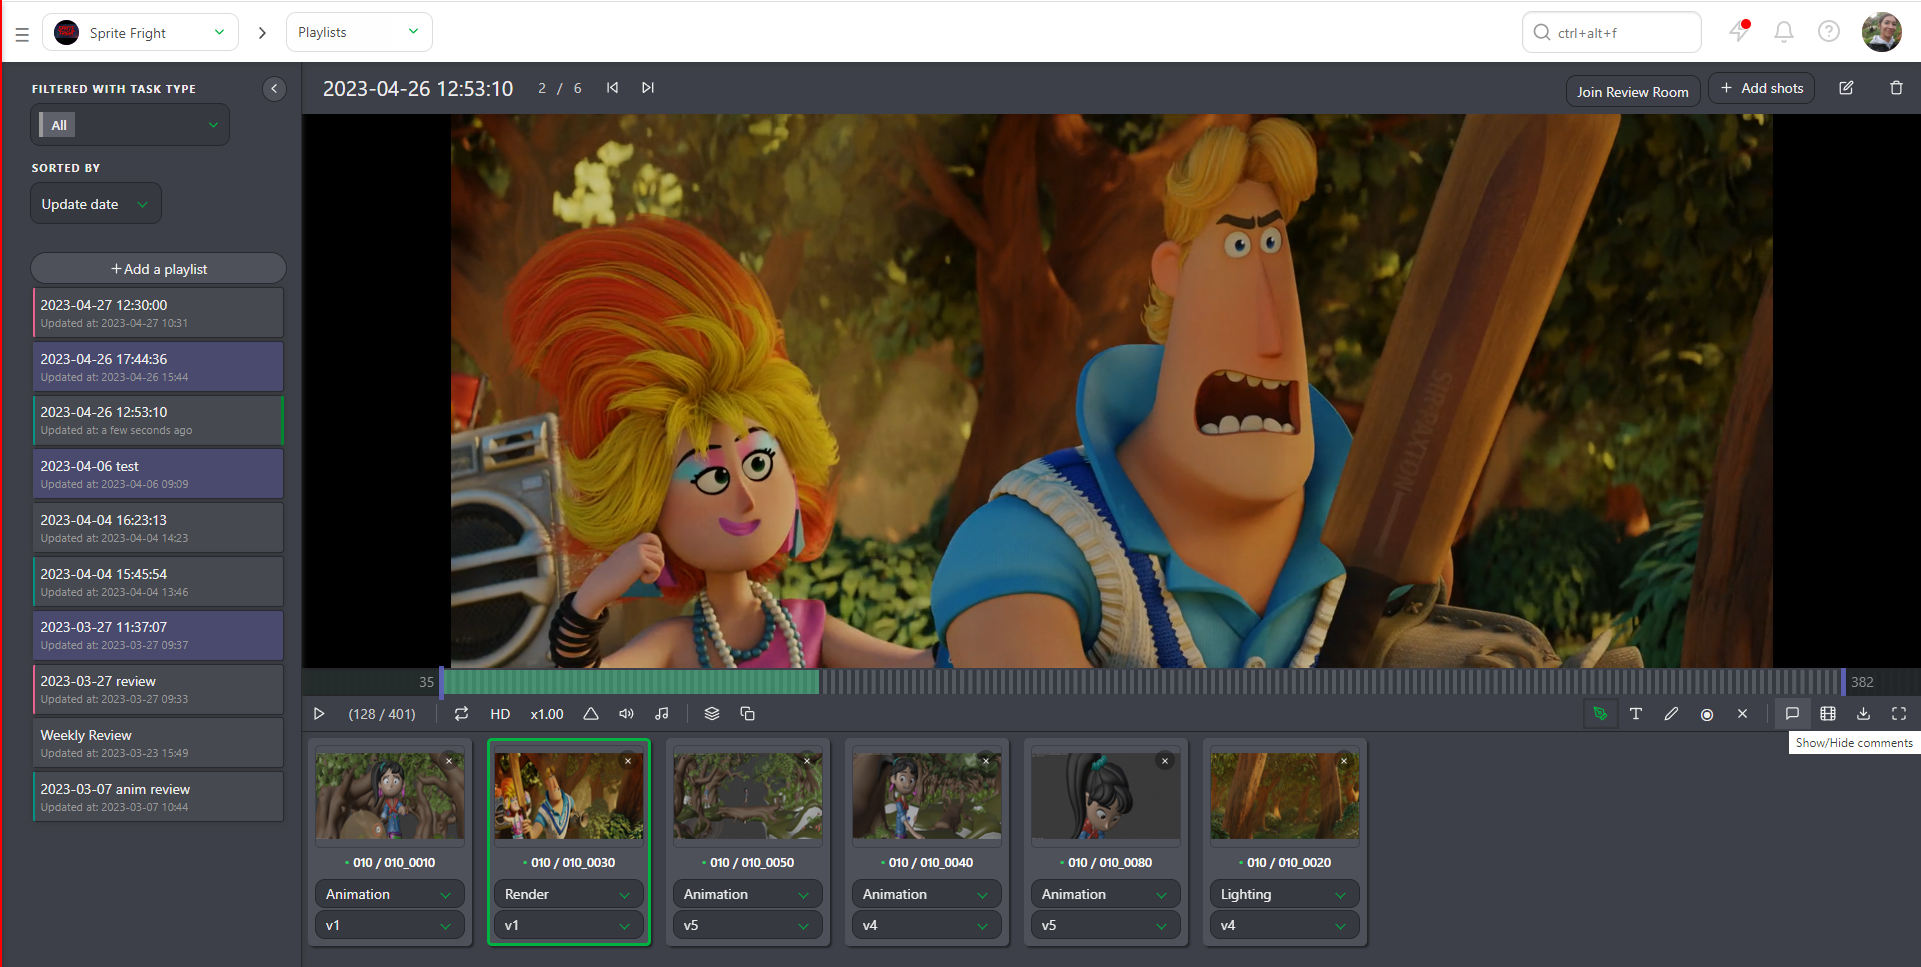 Sprite Fright
Playlists
ctrl+alt+f
FILTERED WITH TASK TYPE
All
SORTED BY
Update date
+ Add a playlist
2023-04-27 12:30:00
Updated at: 2023-04-27 10:31
2023-04-26 17:44:36
Updated at: 2023-04-26 15:44
2023-04-26 12:53:10
Updated at: a few seconds ago
2023-04-06 test
Updated at: 2023-04-06 09:09
2023-04-04 16:23:13
Updated at: 2023-04-04 14:23
2023-04-04 15:45:54
Updated at: 2023-04-04 13:46
2023-03-27 11:37:07
Updated at: 2023-03-27 09:37
2023-03-27 review
Updated at: 2023-03-27 09:33
Weekly Review
Updated at: 2023-03-23 15:49
2023-03-07 anim review
Updated at: 2023-03-07 10:44
2023-04-26 12:53:10 2 / 6
Join Review Room
+ Add shots
SIR PAXTON
35
382
(128 / 401)
HD
x1.00
T
Show/Hide comments
010 / 010_0010
Animation
v1
010 / 010_0030
Render
v1
010 / 010_0050
Animation
v5
010 / 010_0040
Animation
v4
010 / 010_0080
Animation
v5
010 / 010_0020
Lighting
v4